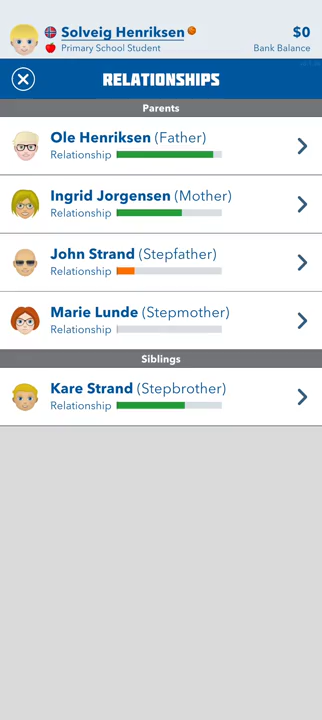 Solveig Henriksen
$0
Primary School Student
Bank Balance
RELATIONSHIPS
Parents
Ole Henriksen (Father)
Relationship
Ingrid Jorgensen (Mother)
Relationship
John Strand (Stepfather)
Relationship
Marie Lunde (Stepmother)
Relationship
Siblings
Kare Strand (Stepbrother)
Relationship